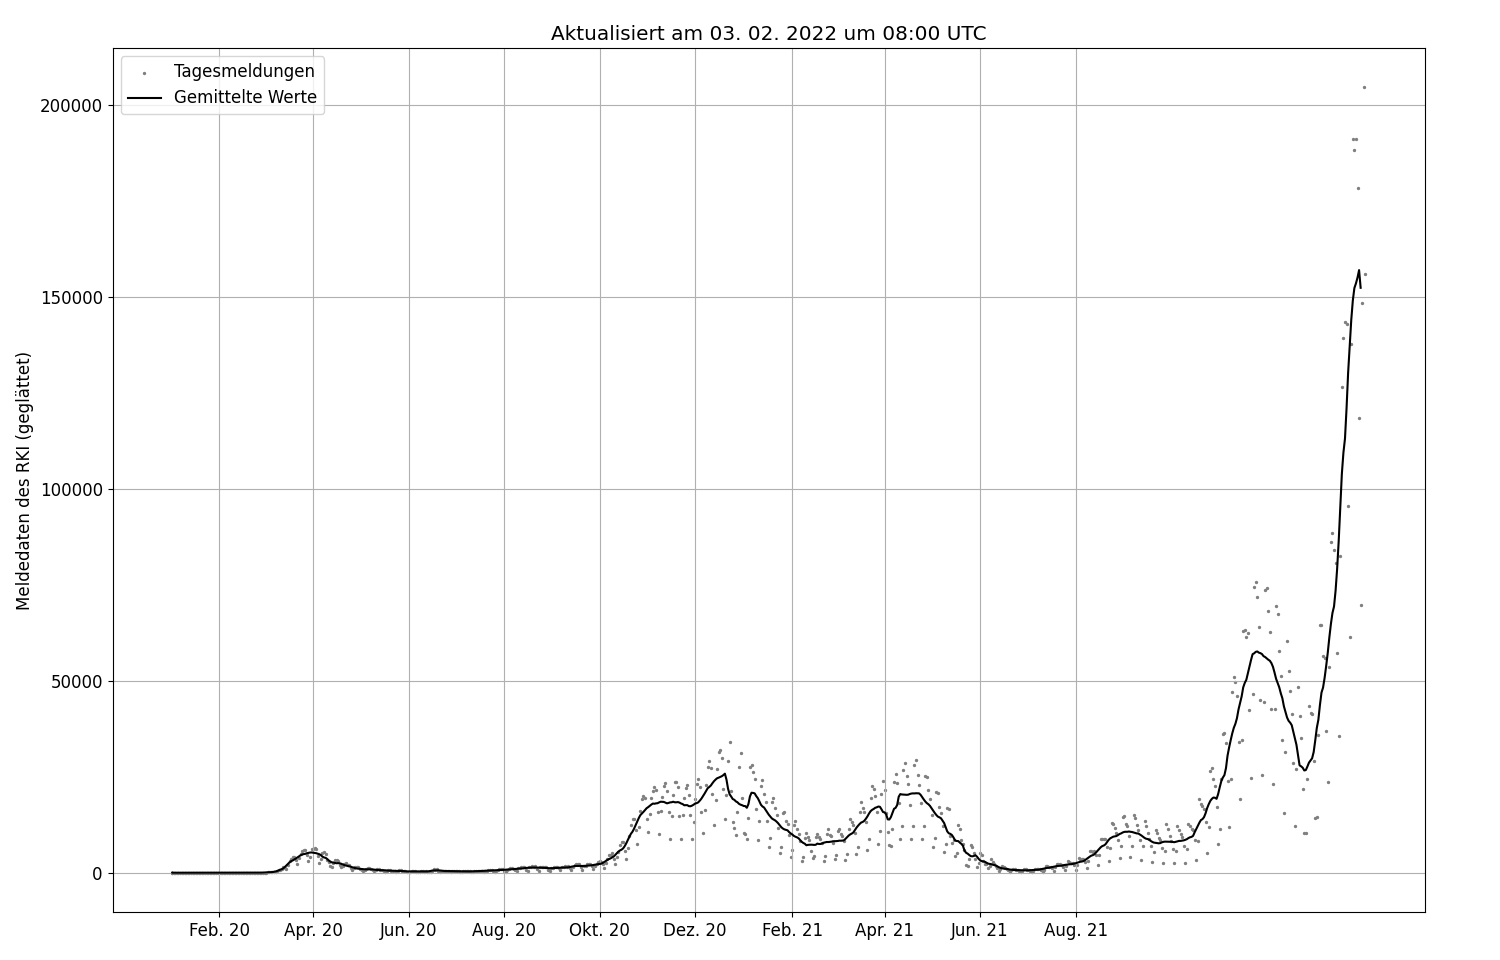 Aktualisiert am 03. 02. 2022 um 08:00 UTC
Tagesmeldungen
Gemittelte Werte
Meldedaten des RKI (geglättet)
200000
150000
100000
50000
0
Feb. 20 Apr. 20 Jun. 20 Aug. 20 Okt. 20 Dez. 20 Feb. 21 Apr. 21 Jun. 21 Aug. 21